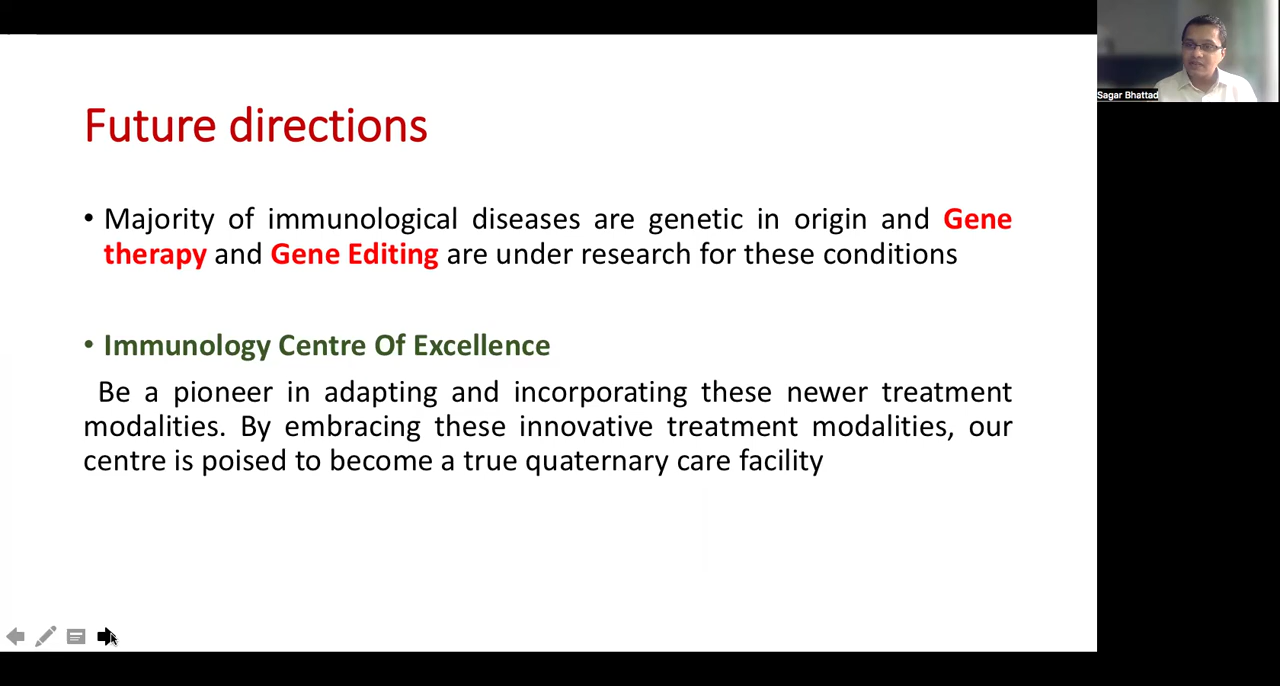 Sagar Bhattad
Future directions
• Majority of immunological diseases are genetic in origin and Gene
therapy and Gene Editing are under research for these conditions
• Immunology Centre Of Excellence
Be a pioneer in adapting and incorporating these newer treatment
modalities. By embracing these innovative treatment modalities, our
centre is poised to become a true quaternary care facility